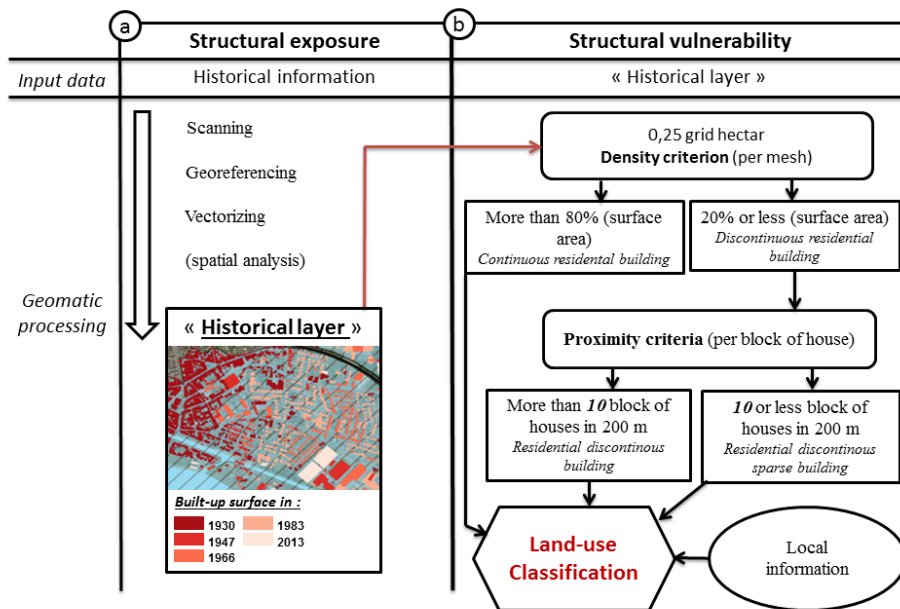 a
Structural exposure
b
Structural vulnerability
Input data
Historical information
« Historical layer »
Geomatic
processing
Scanning
Georeferencing
Vectorizing
(spatial analysis)
« Historical layer »
Built-up surface in :
1930
1947
1966
1983
2013
0,25 grid hectar
Density criterion (per mesh)
More than 80% (surface
area)
Continuous residental building
20% or less (surface area)
Discontinuous residential
building
Proximity criteria (per block of house)
More than 10 block of
houses in 200 m
Residential discontinous
building
10 or less block of
houses in 200 m
Residential discontinous
sparse building
Land-use
Classification
Local
information